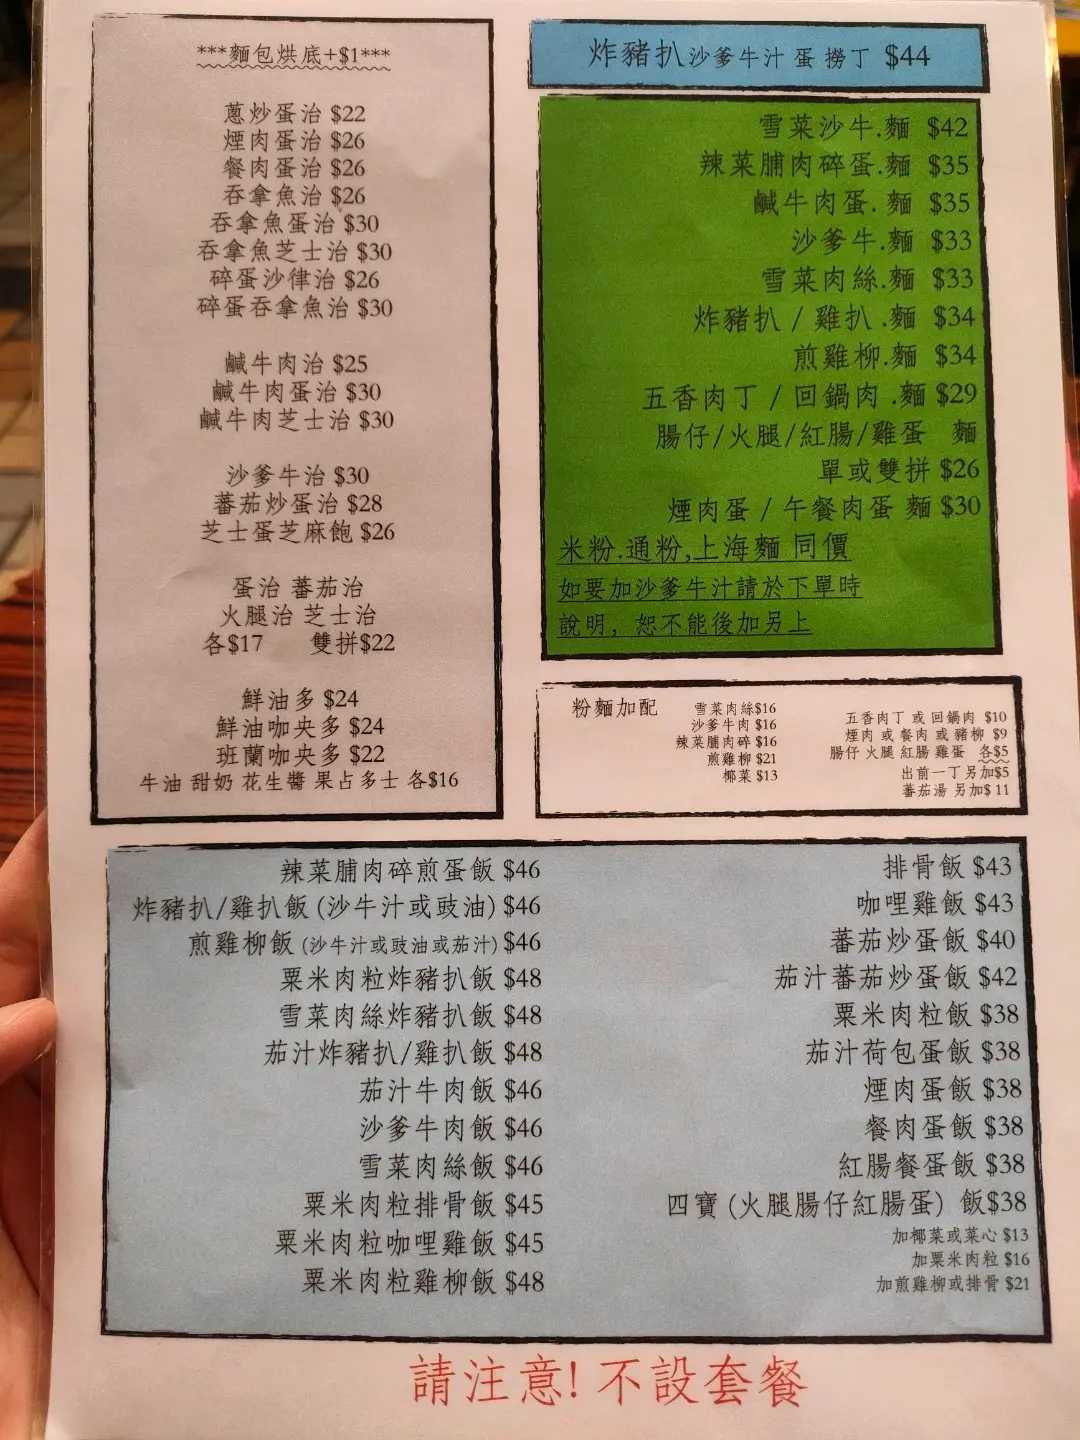 ***麵包烘底+$1***
蔥炒蛋治 $22
煙肉蛋治 $26
餐肉蛋治 $26
吞拿魚治 $26
吞拿魚蛋治 $30
吞拿魚芝士治 $30
碎蛋沙律治 $26
碎蛋吞拿魚治 $30
鹹牛肉治 $25
鹹牛肉蛋治 $30
鹹牛肉芝士治 $30
沙爹牛治 $30
蕃茄炒蛋治 $28
芝士蛋芝麻飽 $26
蛋治 蕃茄治
火腿治 芝士治
各$17 雙拼$22
鮮油多 $24
鮮油咖央多 $24
班蘭咖央多 $22
牛油 甜奶 花生醬 果占多士 各$16
炸豬扒沙爹牛汁 蛋 撈丁 $44
雪菜沙牛.麵 $42
辣菜脯肉碎蛋.麵 $35
鹹牛肉蛋. 麵 $35
沙爹牛.麵 $33
雪菜肉絲.麵 $33
炸豬扒 / 雞扒 .麵 $34
煎雞柳.麵 $34
五香肉丁 / 回鍋肉 .麵 $29
腸仔/火腿/紅腸/雞蛋 麵
單或雙拼 $26
煙肉蛋 / 午餐肉蛋 麵 $30
米粉.通粉,上海麵 同價
如要加沙爹牛汁請於下單時
說明, 恕不能後加另上
粉麵加配
雪菜肉絲$16
沙爹牛肉 $16
辣菜脯肉碎 $16
煎雞柳 $21
椰菜 $13
五香肉丁 或 回鍋肉 $10
煙肉 或 餐肉 或 豬柳 $9
腸仔 火腿 紅腸 雞蛋 各$5
出前一丁另加$5
蕃茄湯 另加$ 11
辣菜脯肉碎煎蛋飯 $46
炸豬扒/雞扒飯 (沙牛汁或豉油) $46
煎雞柳飯 (沙牛汁或豉油或茄汁) $46
粟米肉粒炸豬扒飯 $48
雪菜肉絲炸豬扒飯 $48
茄汁炸豬扒/雞扒飯 $48
茄汁牛肉飯 $46
沙爹牛肉飯 $46
雪菜肉絲飯 $46
粟米肉粒排骨飯 $45
粟米肉粒咖哩雞飯 $45
粟米肉粒雞柳飯 $48
排骨飯 $43
咖哩雞飯 $43
蕃茄炒蛋飯 $40
茄汁蕃茄炒蛋飯 $42
粟米肉粒飯 $38
茄汁荷包蛋飯 $38
煙肉蛋飯 $38
餐肉蛋飯 $38
紅腸餐蛋飯 $38
四寶 (火腿腸仔紅腸蛋) 飯$38
加椰菜或菜心 $13
加粟米肉粒 $16
加煎雞柳或排骨 $21
請注意! 不設套餐